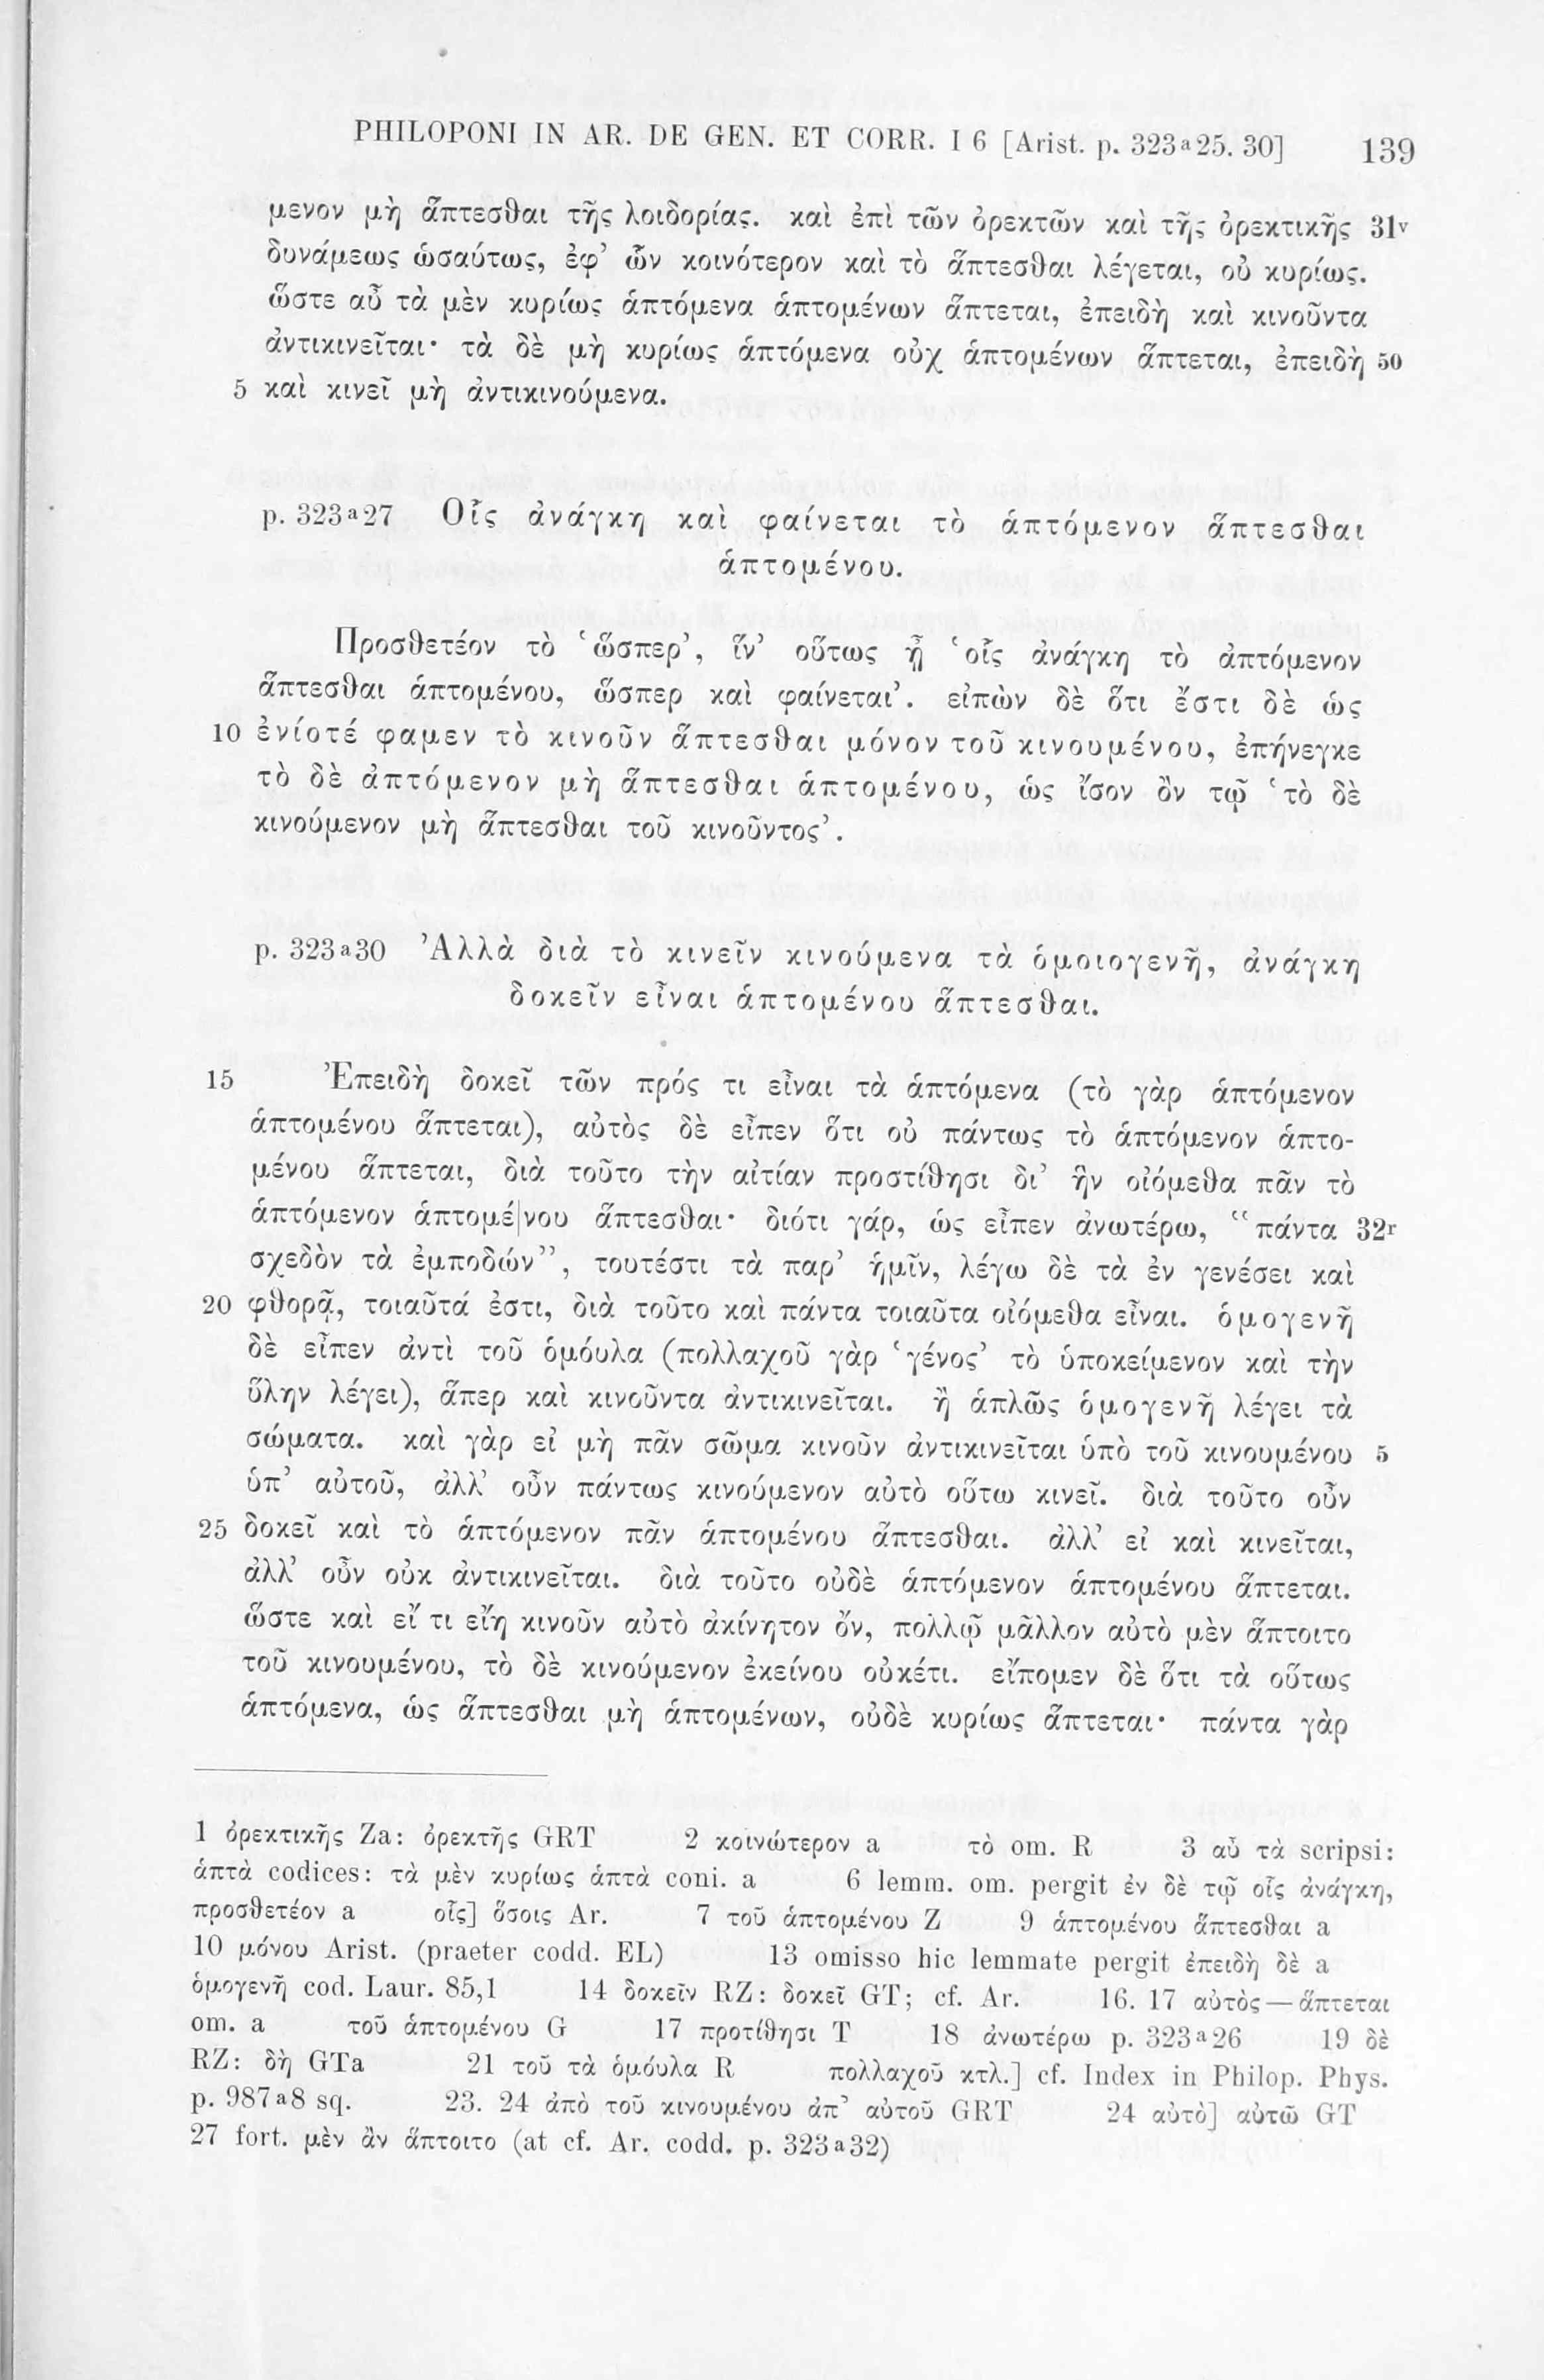 PHILOPONI IN AR. DE GEN. ET CORR. I 6 [Arist. p. 323a25. 30] 139
μενον μὴ ἅπτεσθαι τῆς λοιδορίας. καὶ ἐπὶ τῶν ὀρεκτῶν καὶ τῆς ὀρεκτικῆς 31v
δυνάμεως ὡσαύτως, ἐφ’ ὧν κοινότερον καὶ τὸ ἅπτεσθαι λέγεται, οὐ κυρίως.
ὥστε αὖ τὰ μὲν κυρίως ἁπτόμενα ἁπτομένων ἅπτεται, ἐπειδὴ καὶ κινοῦντα
ἀντικινεῖται· τὰ δὲ μὴ κυρίως ἁπτόμενα οὐχ ἁπτομένων ἅπτεται, ἐπειδὴ 50
5 καὶ κινεῖ μὴ ἀντικινούμενα.
p. 323a27 Οἷς ἀνάγκη καὶ φαίνεται τὸ ἁπτόμενον ἅπτεσθαι
ἁπτομένου.
Προσθετέον τὸ ‘ὥσπερ’, ἵν’ οὕτως ᾖ ‘οἷς ἀνάγκη τὸ ἁπτόμενον
ἅπτεσθαι ἁπτομένου, ὥσπερ καὶ φαίνεται’. εἰπὼν δὲ ὅτι ἔστι δὲ ὡς
10 ἐνίοτέ φαμεν τὸ κινοῦν ἅπτεσθαι μόνον τοῦ κινουμένου, ἐπήνεγκε
τὸ δὲ ἁπτόμενον μὴ ἅπτεσθαι ἁπτομένου, ὡς ἴσον ὂν τῷ ‘τὸ δὲ
κινούμενον μὴ ἅπτεσθαι τοῦ κινοῦντος’.
p. 323a30 Ἀλλὰ διὰ τὸ κινεῖν κινούμενα τὰ ὁμοιογενῆ, ἀνάγκη
δοκεῖν εἶναι ἁπτομένου ἅπτεσθαι.
15 Ἐπειδὴ δοκεῖ τῶν πρός τι εἶναι τὰ ἁπτόμενα (τὸ γὰρ ἁπτόμενον
ἁπτομένου ἅπτεται), αὐτὸς δὲ εἶπεν ὅτι οὐ πάντως τὸ ἁπτόμενον ἁπτο-
μένου ἅπτεται, διὰ τοῦτο τὴν αἰτίαν προστίθησι δι’ ἣν οἰόμεθα πᾶν τὸ
ἁπτόμενον ἁπτομέ|νου ἅπτεσθαι· διότι γάρ, ὡς εἶπεν ἀνωτέρω, “πάντα 32r
σχεδὸν τὰ ἐμποδών”, τουτέστι τὰ παρ’ ἡμῖν, λέγω δὲ τὰ ἐν γενέσει καὶ
20 φθορᾷ, τοιαῦτά ἐστι, διὰ τοῦτο καὶ πάντα τοιαῦτα οἰόμεθα εἶναι. ὁμογενῆ
δὲ εἶπεν ἀντὶ τοῦ ὁμόυλα (πολλαχοῦ γὰρ ‘γένος’ τὸ ὑποκείμενον καὶ τὴν
ὕλην λέγει), ἅπερ καὶ κινοῦντα ἀντικινεῖται. ἢ ἁπλῶς ὁμογενῆ λέγει τὰ
σώματα. καὶ γὰρ εἰ μὴ πᾶν σῶμα κινοῦν ἀντικινεῖται ὑπὸ τοῦ κινουμένου 5
ὑπ’ αὐτοῦ, ἀλλ’ οὖν πάντως κινούμενον αὐτὸ οὕτω κινεῖ. διὰ τοῦτο οὖν
25 δοκεῖ καὶ τὸ ἁπτόμενον πᾶν ἁπτομένου ἅπτεσθαι. ἀλλ’ εἰ καὶ κινεῖται,
ἀλλ’ οὖν οὐκ ἀντικινεῖται. διὰ τοῦτο οὐδὲ ἁπτόμενον ἁπτομένου ἅπτεται.
ὥστε καὶ εἴ τι εἴη κινοῦν αὐτὸ ἀκίνητον ὄν, πολλῷ μᾶλλον αὐτὸ μὲν ἅπτοιτο
τοῦ κινουμένου, τὸ δὲ κινούμενον ἐκείνου οὐκέτι. εἴπομεν δὲ ὅτι τὰ οὕτως
ἁπτόμενα, ὡς ἅπτεσθαι μὴ ἁπτομένων, οὐδὲ κυρίως ἅπτεται· πάντα γὰρ
1 ὀρεκτικῆς Za: ὀρεκτῆς GRT 2 κοινώτερον a τὸ om. R 3 αὖ τὰ scripsi:
ἁπτὰ codices: τὰ μὲν κυρίως ἁπτὰ coni. a 6 lemm. om. pergit ἐν δὲ τῷ οἷς ἀνάγκη,
προσθετέον a οἷς] ὅσοις Ar. 7 τοῦ ἁπτομένου Z 9 ἁπτομένου ἅπτεσθαι a
10 μόνου Arist. (praeter codd. EL) 13 omisso hic lemmate pergit ἐπειδὴ δὲ a
ὁμογενῆ cod. Laur. 85,1 14 δοκεῖν RZ: δοκεῖ GT; cf. Ar. 16. 17 αὐτὸς — ἅπτεται
om. a τοῦ ἁπτομένου G 17 προτίθησι T 18 ἀνωτέρω p. 323a26 19 δὲ
RZ: δὴ GTa 21 τοῦ τὰ ὁμόυλα R πολλαχοῦ κτλ.] cf. Index in Philop. Phys.
p. 987a8 sq. 23. 24 ἀπὸ τοῦ κινουμένου ἀπ’ αὐτοῦ GRT 24 αὐτὸ] αὐτῶ GT
27 fort. μὲν ἂν ἅπτοιτο (at cf. Ar. codd. p. 323a32)